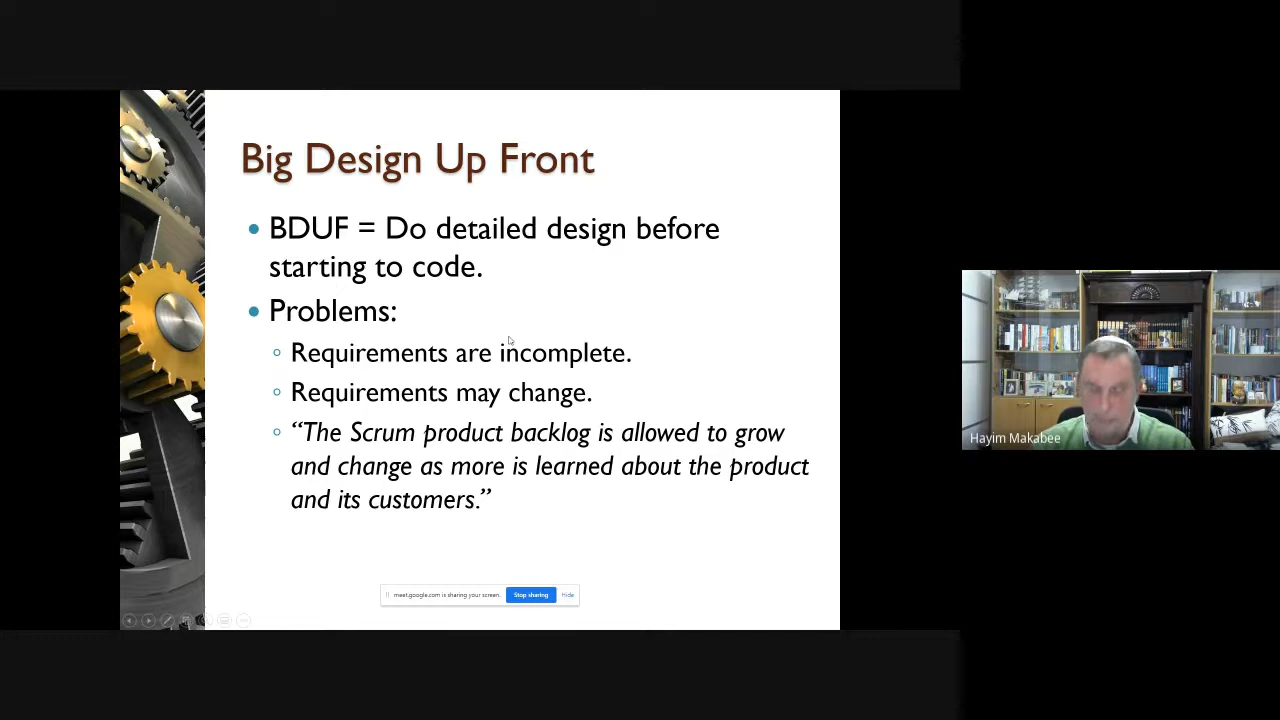 Big Design Up Front
• BDUF = Do detailed design before
starting to code.
• Problems:
◦ Requirements are incomplete.
◦ Requirements may change.
◦ “The Scrum product backlog is allowed to grow
and change as more is learned about the product
and its customers.”
meet.google.com is sharing your screen. Stop sharing Hide
Hayim Makabee